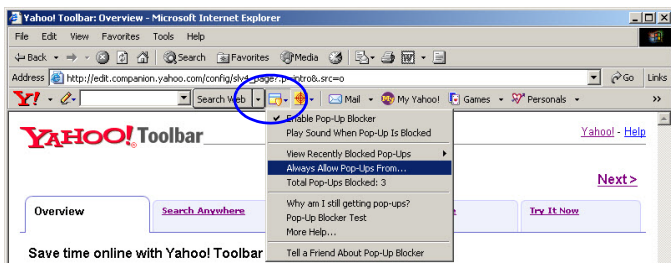 Yahoo! Toolbar: Overview - Microsoft Internet Explorer
File Edit View Favorites Tools Help
Back Search Favorites Media
Address http://edit.companion.yahoo.com/config/slv4_page?.p=intro&.src=o Go Links
Y! Search Web Mail My Yahoo! Games Personals »
Enable Pop-Up Blocker
Play Sound When Pop-Up Is Blocked
View Recently Blocked Pop-Ups
Always Allow Pop-Ups From...
Total Pop-Ups Blocked: 3
Why am I still getting pop-ups?
Pop-Up Blocker Test
More Help...
Tell a Friend About Pop-Up Blocker
YAHOO! Toolbar
Yahoo! - Help
Next >
Overview Search Anywhere Try It Now
Save time online with Yahoo! Toolbar